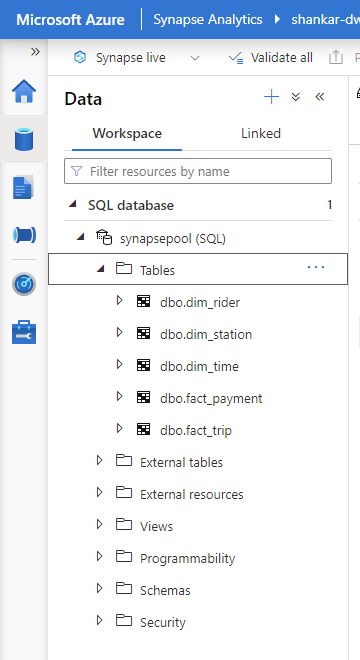 Microsoft Azure Synapse Analytics shankar-dw
Synapse live Validate all
Data
Workspace Linked
Filter resources by name
SQL database 1
synapsepool (SQL)
Tables
dbo.dim_rider
dbo.dim_station
dbo.dim_time
dbo.fact_payment
dbo.fact_trip
External tables
External resources
Views
Programmability
Schemas
Security